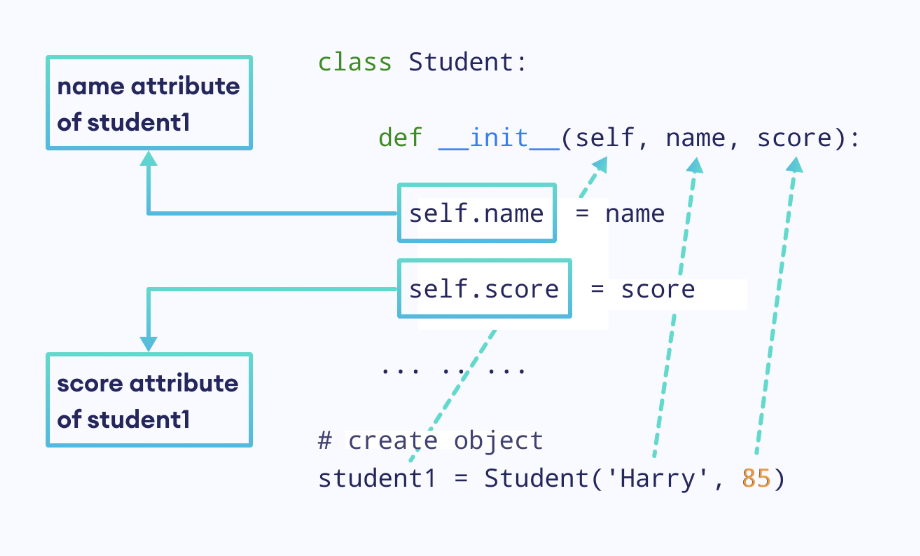 class Student:
name attribute
of student1
def __init__(self, name, score):
self.name = name
self.score = score
... .. ...
score attribute
of student1
# create object
student1 = Student('Harry', 85)